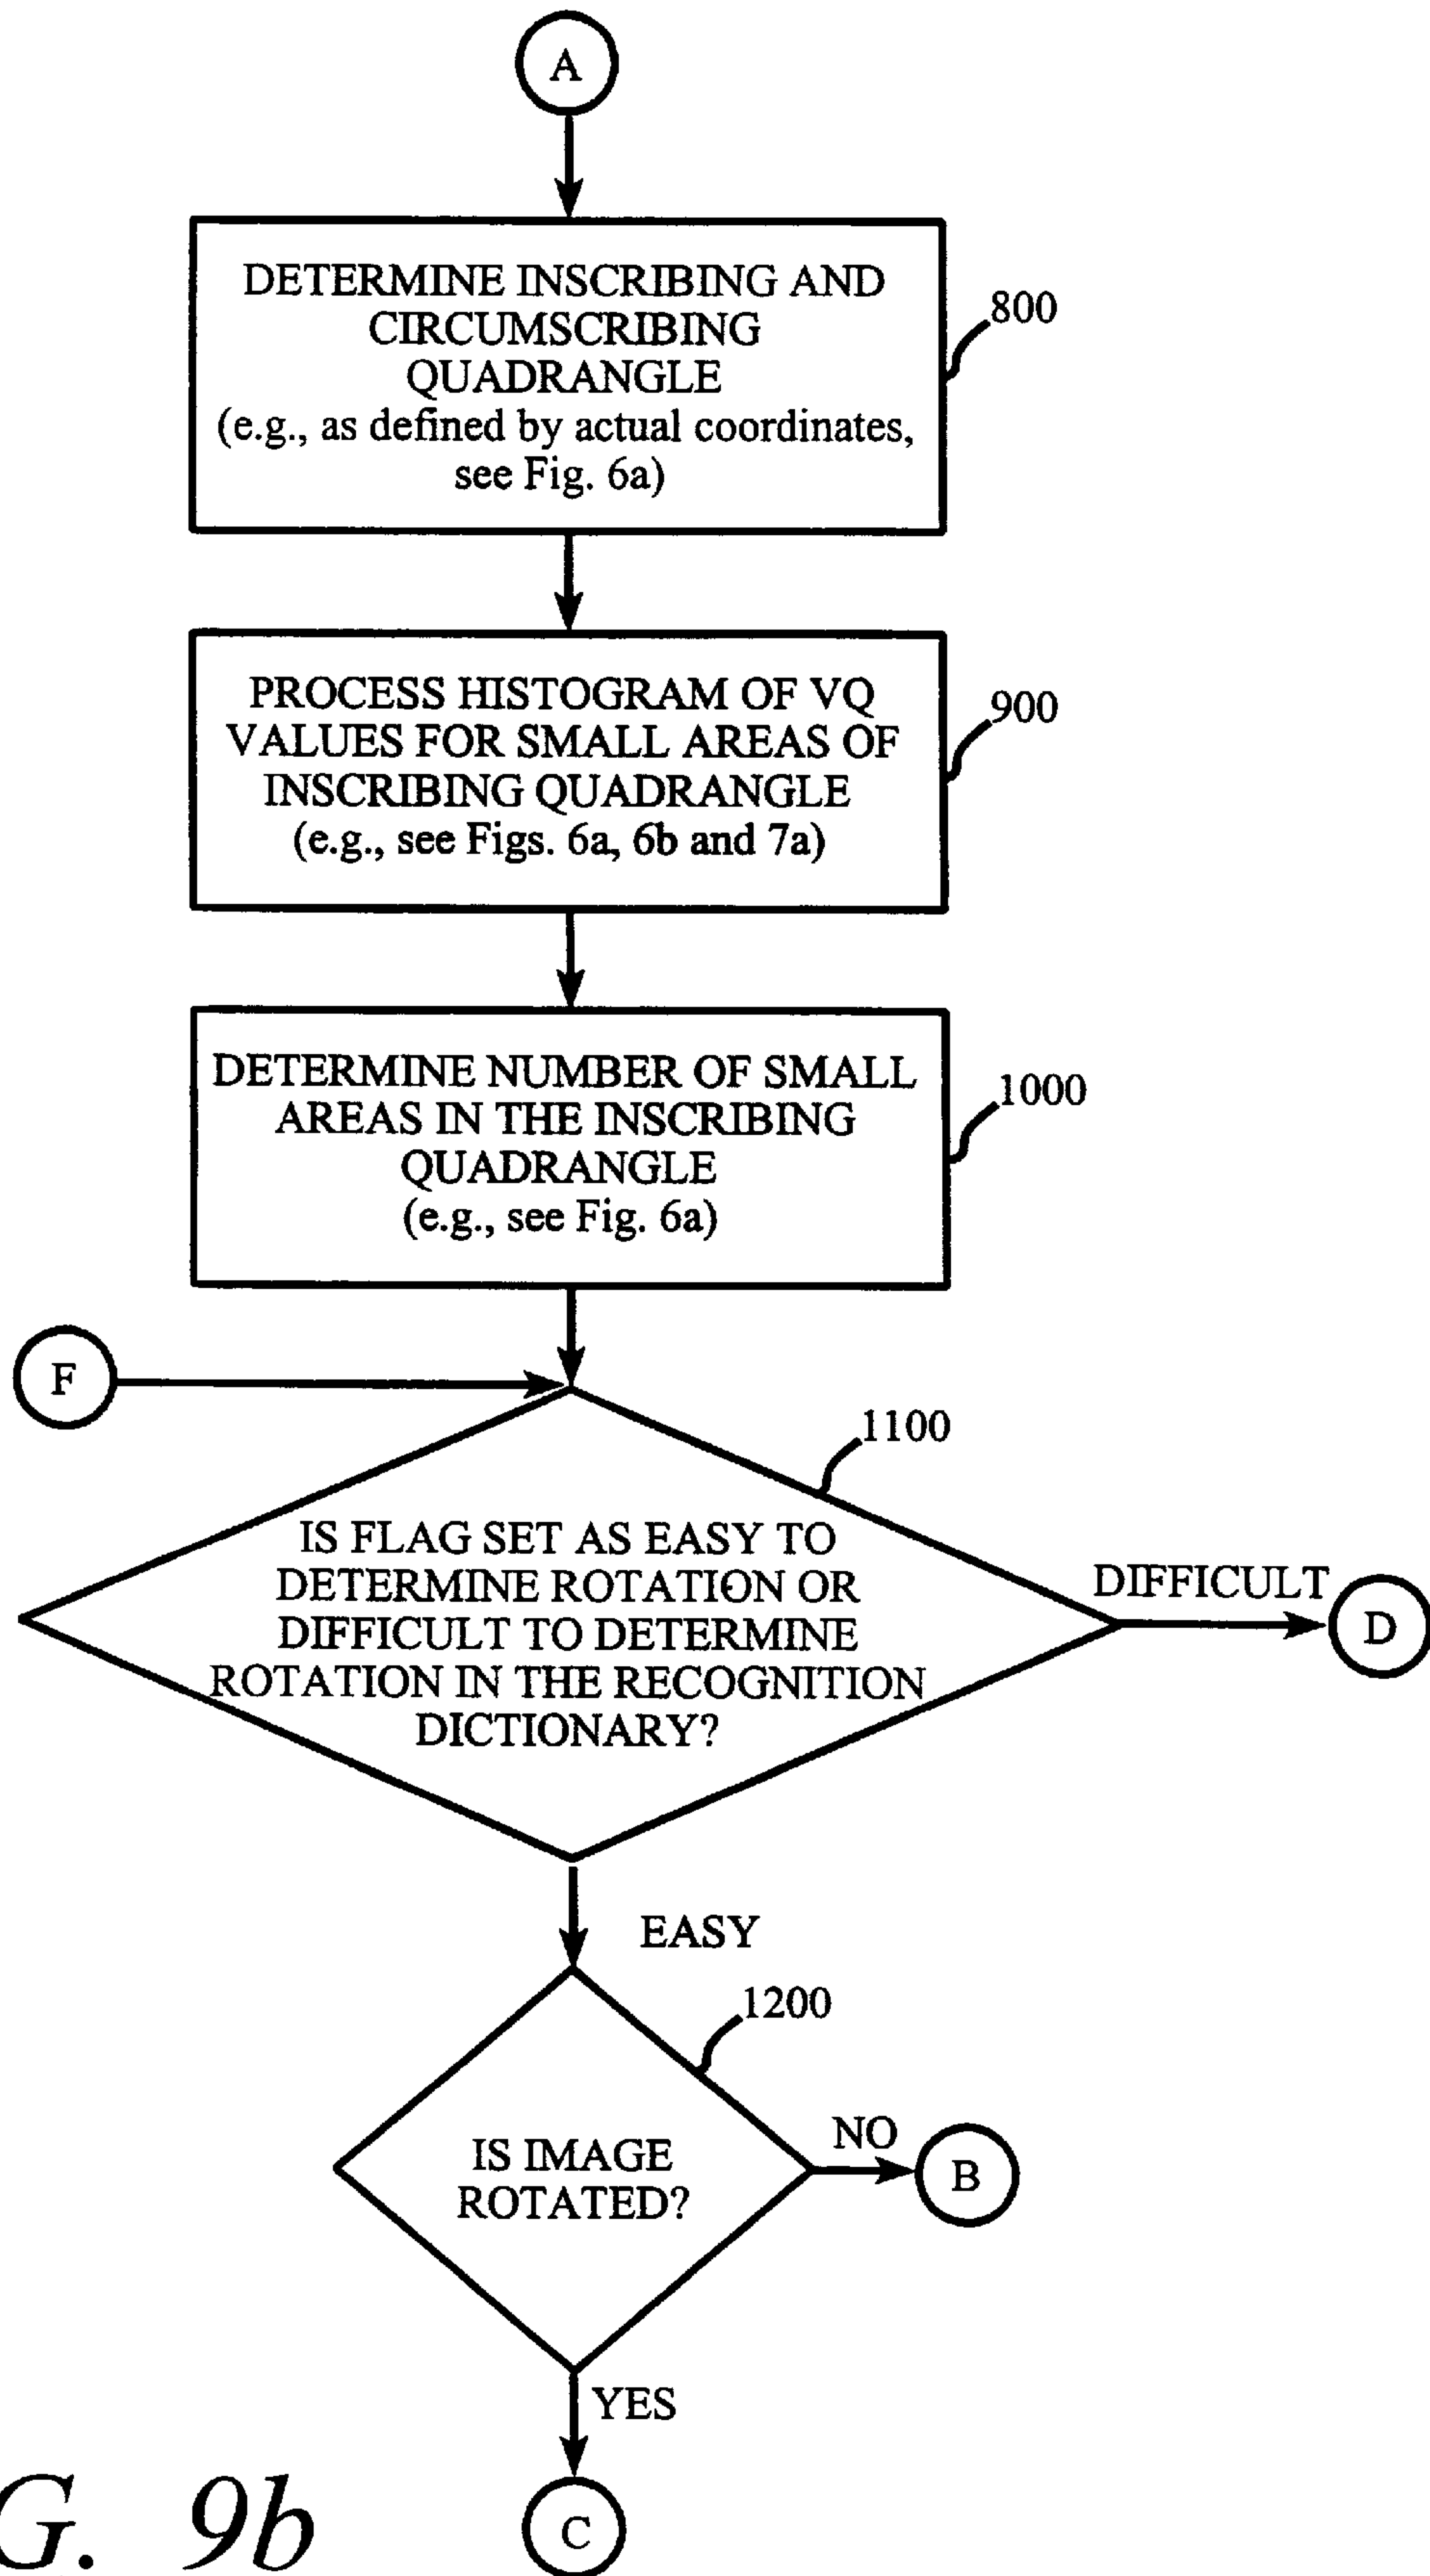 A
DETERMINE INSCRIBING AND
CIRCUMSCRIBING
QUADRANGLE
(e.g., as defined by actual coordinates,
see Fig. 6a)
800
PROCESS HISTOGRAM OF VQ
VALUES FOR SMALL AREAS OF
INSCRIBING QUADRANGLE
(e.g., see Figs. 6a, 6b and 7a)
900
DETERMINE NUMBER OF SMALL
AREAS IN THE INSCRIBING
QUADRANGLE
(e.g., see Fig. 6a)
1000
F
1100
IS FLAG SET AS EASY TO
DETERMINE ROTATION OR
DIFFICULT TO DETERMINE
ROTATION IN THE RECOGNITION
DICTIONARY?
DIFFICULT
D
EASY
1200
IS IMAGE
ROTATED?
NO
B
YES
C
G. 9b